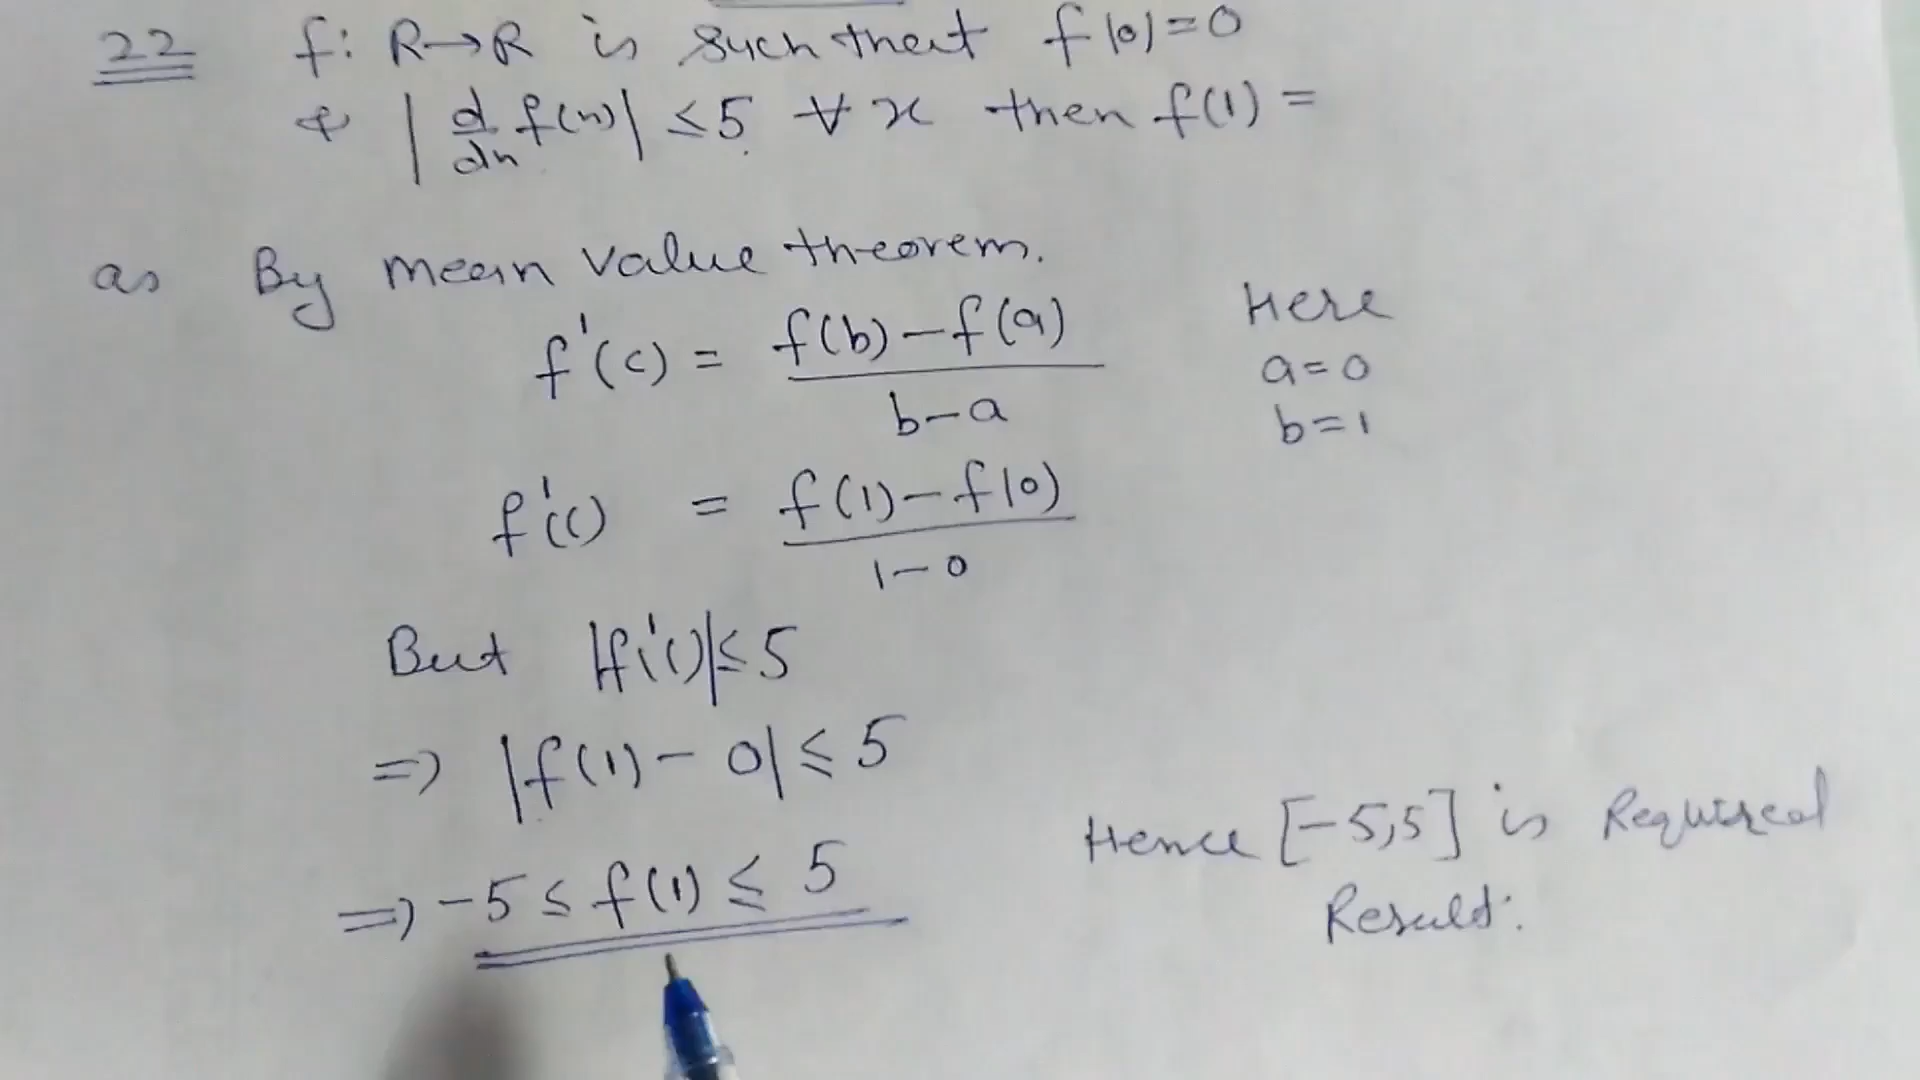 22 f: R→R is such that f(0)=0
& |d/dx f(x)| ≤5 ∀ x then f(1) =
as By mean value theorem.
f'(c) = f(b)-f(a) / b-a
Here
a=0
b=1
f'(c) = f(1)-f(0) / 1-0
But |f'(c)|≤5
=> |f(1)-0|≤5
=> -5≤f(1)≤5
Hence [-5,5] is Required
Result.